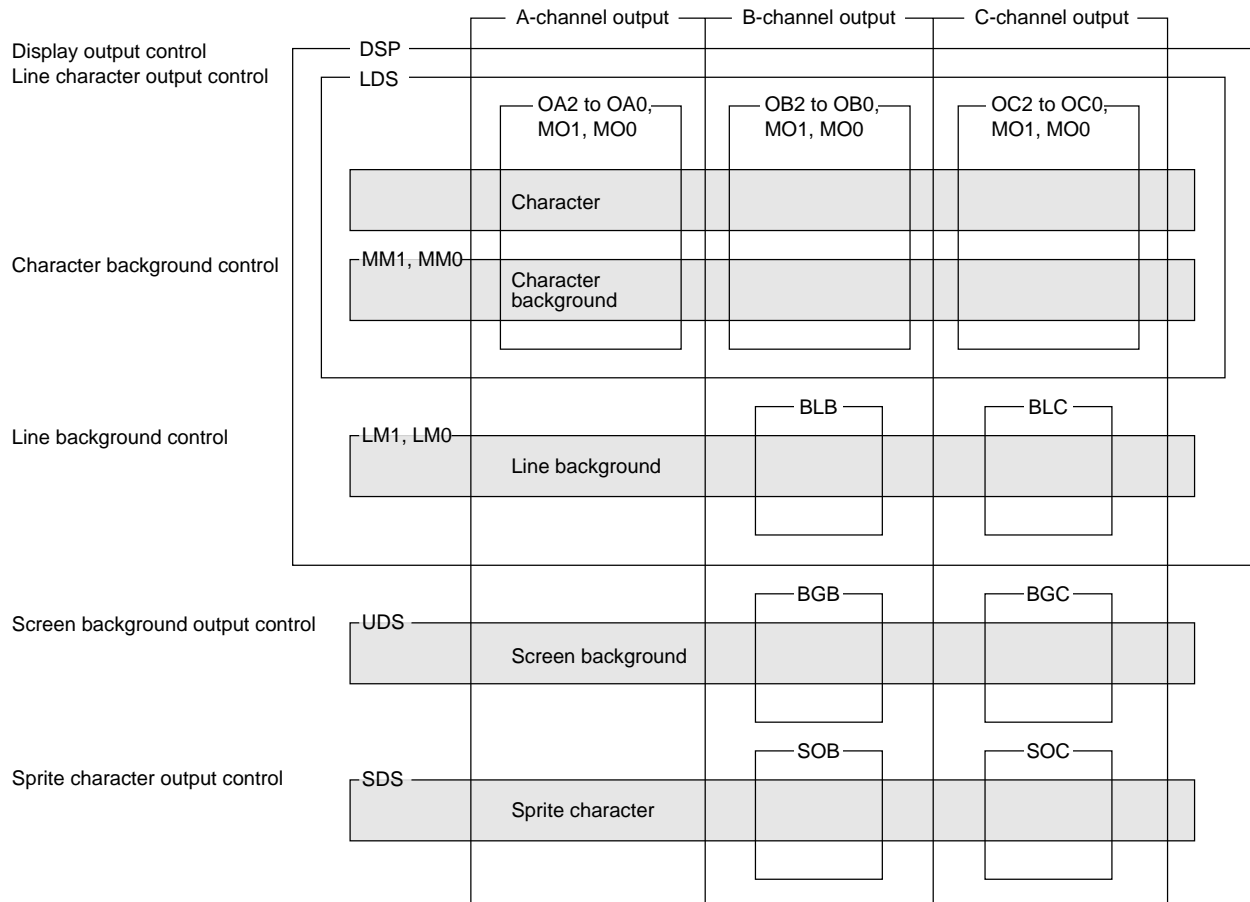 A-channel output B-channel output C-channel output
Display output control DSP
Line character output control LDS
OA2 to OA0, OB2 to OB0, OC2 to OC0,
MO1, MO0 MO1, MO0 MO1, MO0
Character
Character background control MM1, MM0
Character
background
BLB BLC
Line background control LM1, LM0
Line background
BGB BGC
Screen background output control UDS
Screen background
SOB SOC
Sprite character output control SDS
Sprite character